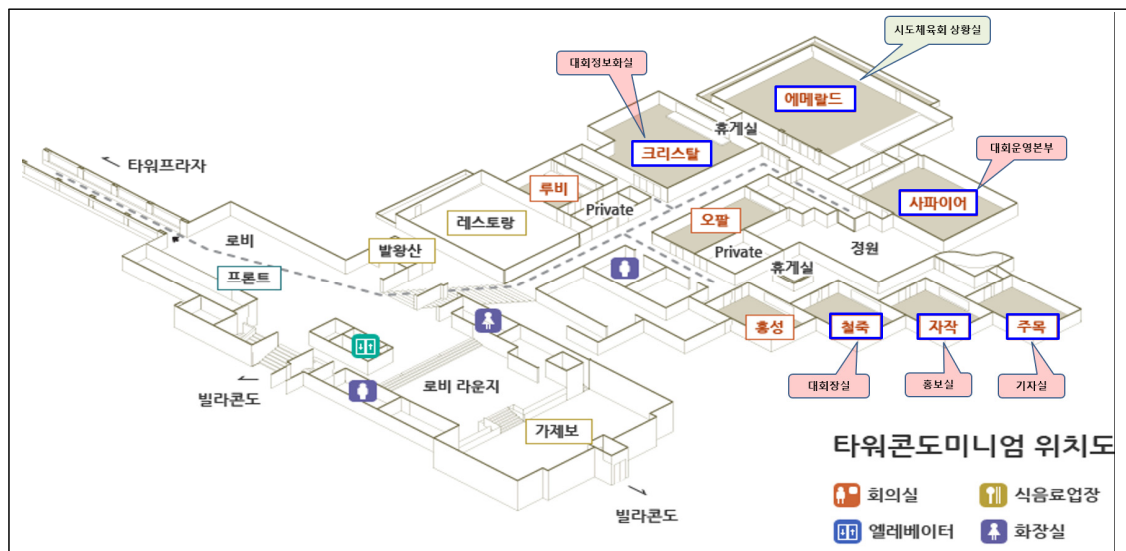 시도체육회 상황실
대회정보화실
에메랄드
휴게실
크리스탈
대회운영본부
타워프라자
루비
Private
사파이어
레스토랑
오팔
로비
발왕산
Private
정원
프론트
휴게실
홍성
철쭉
자작
주목
로비 라운지
대회장실
홍보실
기자실
빌라콘도
가제보
타워콘도미니엄 위치도
회의실
식음료업장
빌라콘도
엘레베이터
화장실